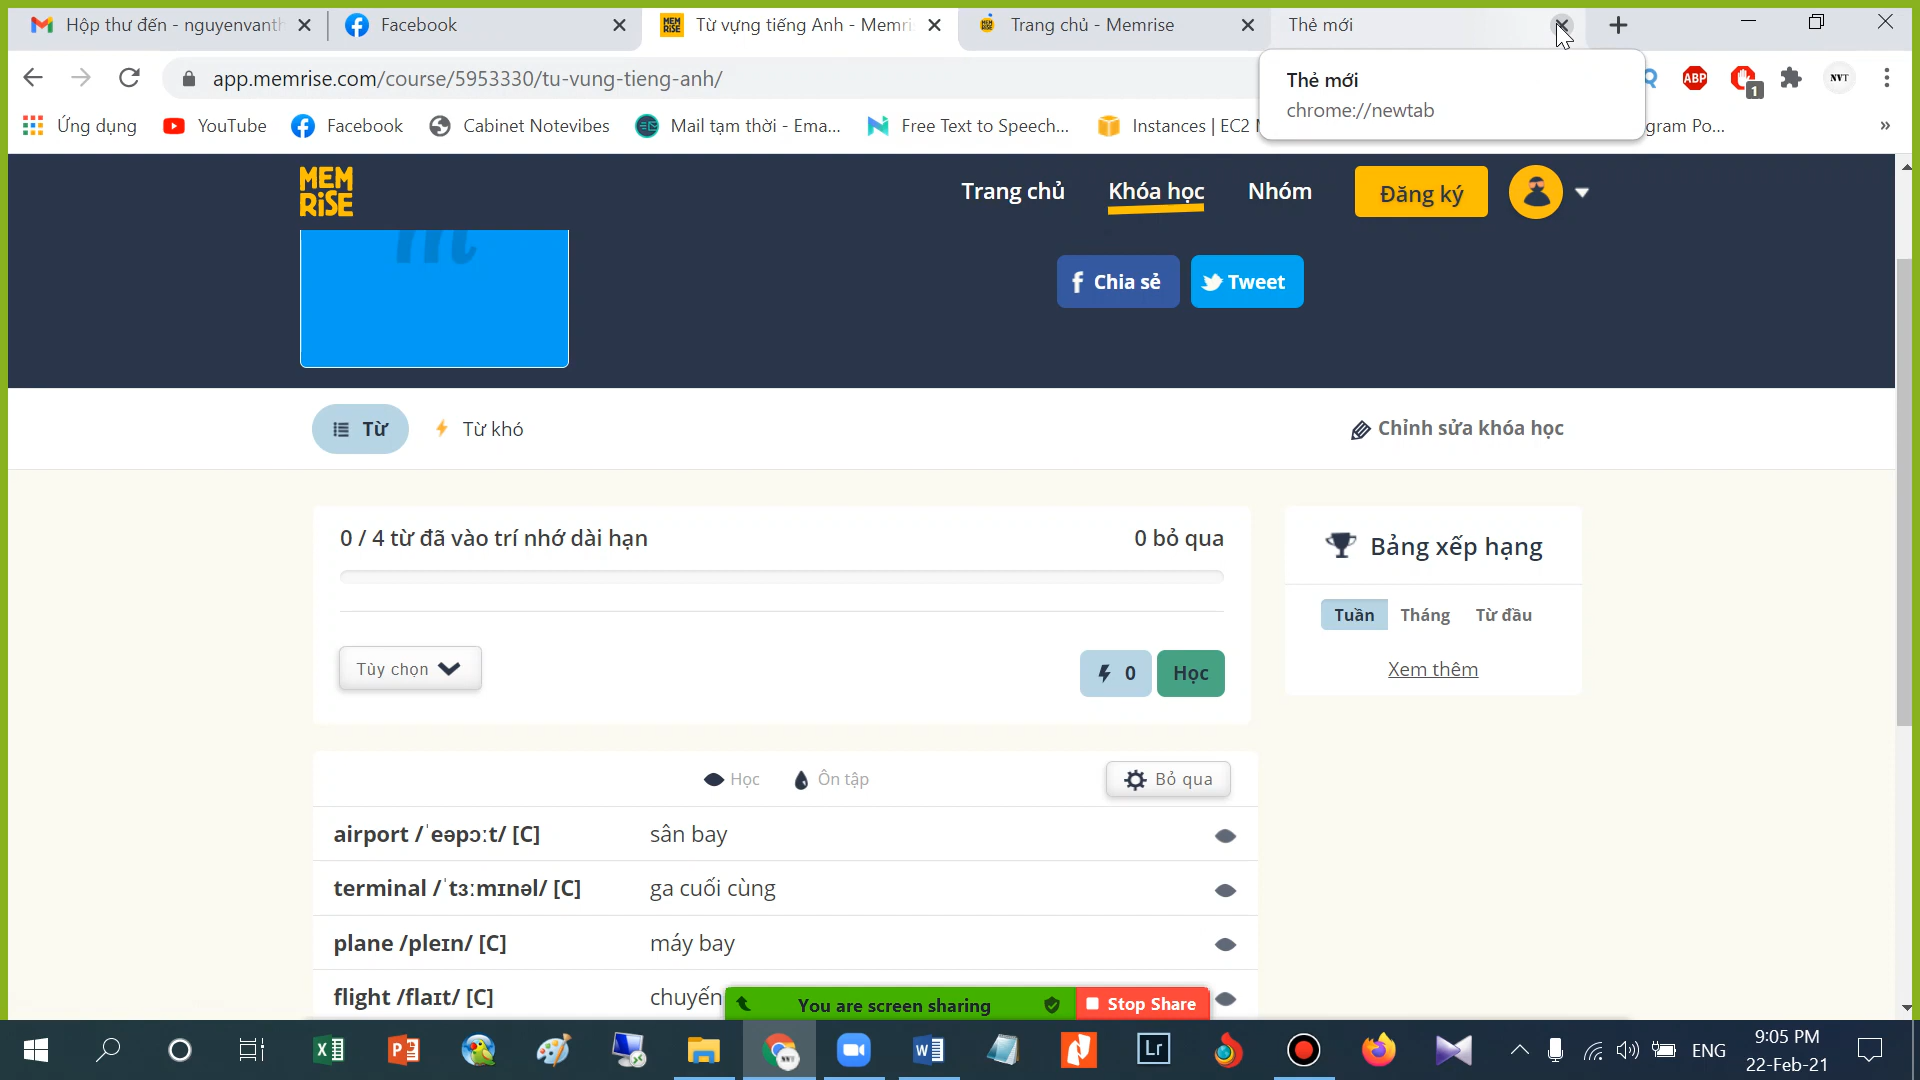 Hộp thư đến - nguyenvanth
Facebook
Từ vựng tiếng Anh - Memri
Trang chủ - Memrise
Thẻ mới
app.memrise.com/course/5953330/tu-vung-tieng-anh/
Thẻ mới
chrome://newtab
ABP
1
NVT
Ứng dụng
YouTube
Facebook
Cabinet Notevibes
Mail tạm thời - Ema...
Free Text to Speech...
Instances | EC2
gram Po...
»
MEM
RiSE
Trang chủ
Khóa học
Nhóm
Đăng ký
m
f Chia sẻ
Tweet
Từ
Từ khó
Chỉnh sửa khóa học
0 / 4 từ đã vào trí nhớ dài hạn
0 bỏ qua
Bảng xếp hạng
Tuần
Tháng
Từ đầu
Xem thêm
Tùy chọn
0
Học
Học
Ôn tập
Bỏ qua
airport /ˈeəpɔːt/ [C]
sân bay
terminal /ˈtɜːmɪnəl/ [C]
ga cuối cùng
plane /pleɪn/ [C]
máy bay
flight /flaɪt/ [C]
chuyến
You are screen sharing
Stop Share
Lr
ENG
9:05 PM
22-Feb-21